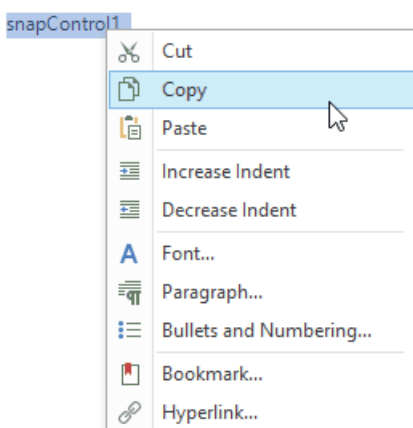 snapControl1
Cut
Copy
Paste
Increase Indent
Decrease Indent
Font...
Paragraph...
Bullets and Numbering...
Bookmark...
Hyperlink...